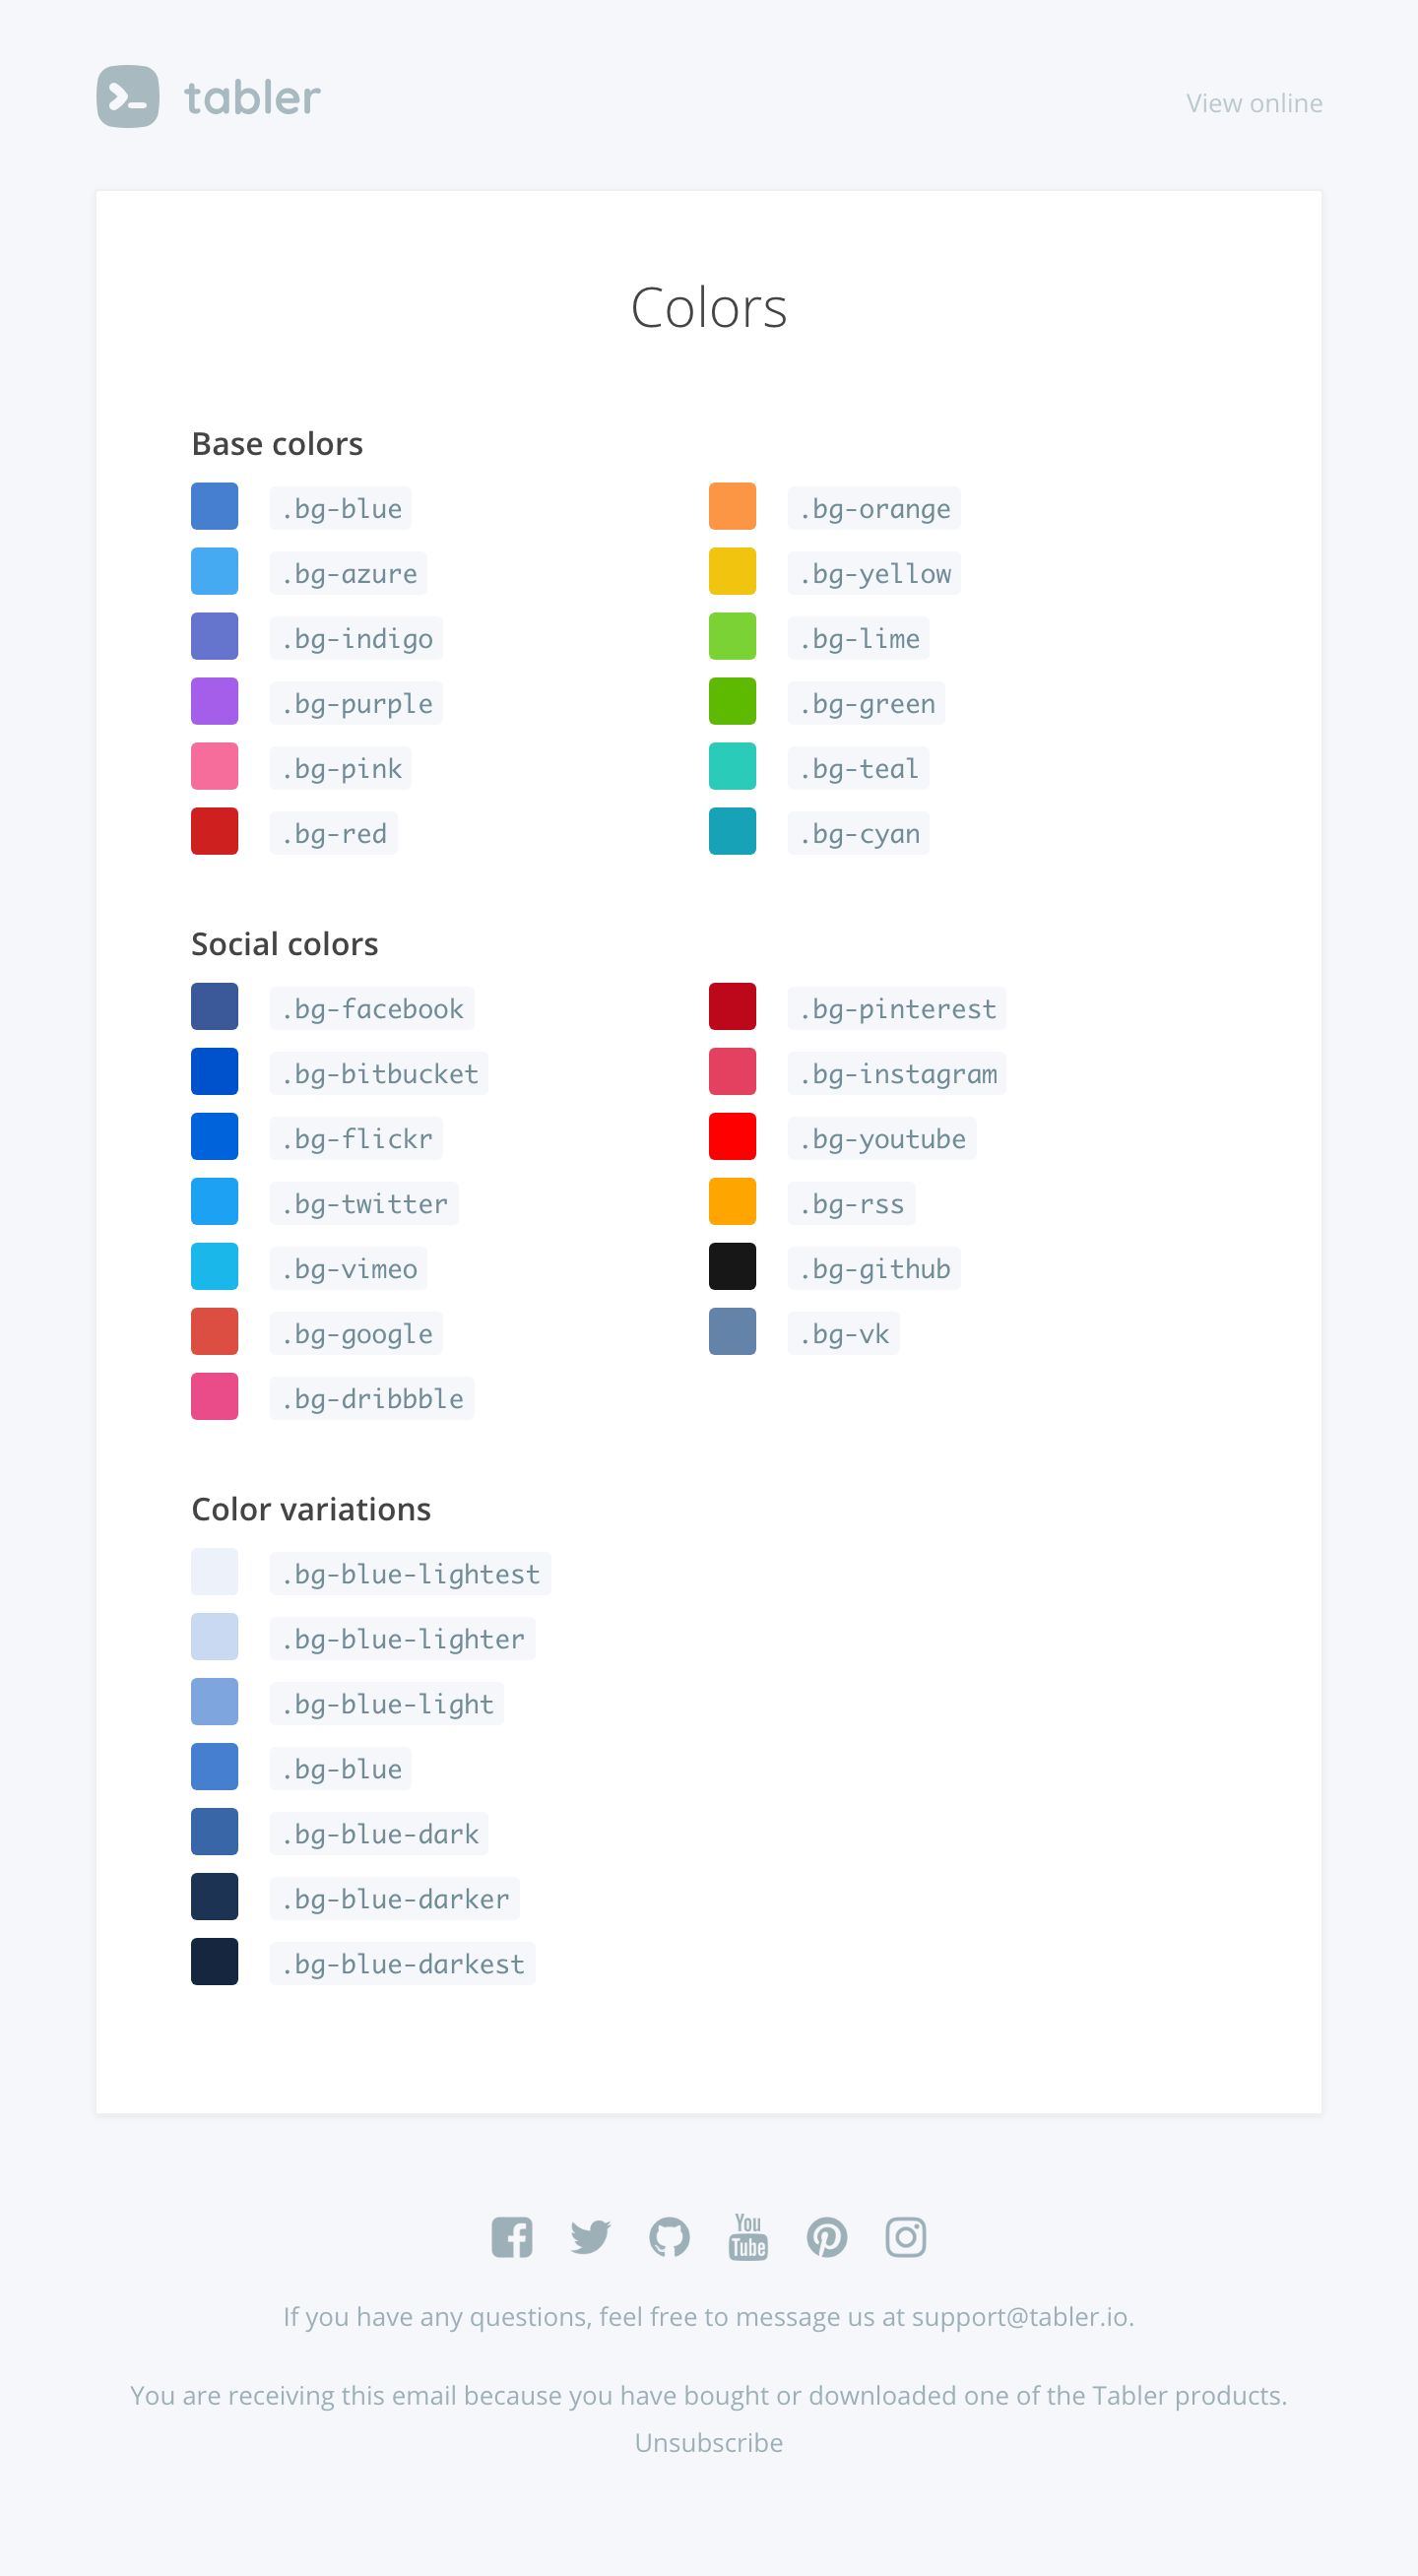 tabler
View online
Colors
Base colors
.bg-blue
.bg-azure
.bg-indigo
.bg-purple
.bg-pink
.bg-red
.bg-orange
.bg-yellow
.bg-lime
.bg-green
.bg-teal
.bg-cyan
Social colors
.bg-facebook
.bg-bitbucket
.bg-flickr
.bg-twitter
.bg-vimeo
.bg-google
.bg-dribbble
.bg-pinterest
.bg-instagram
.bg-youtube
.bg-rss
.bg-github
.bg-vk
Color variations
.bg-blue-lightest
.bg-blue-lighter
.bg-blue-light
.bg-blue
.bg-blue-dark
.bg-blue-darker
.bg-blue-darkest
You
Tube
If you have any questions, feel free to message us at support@tabler.io.
You are receiving this email because you have bought or downloaded one of the Tabler products.
Unsubscribe